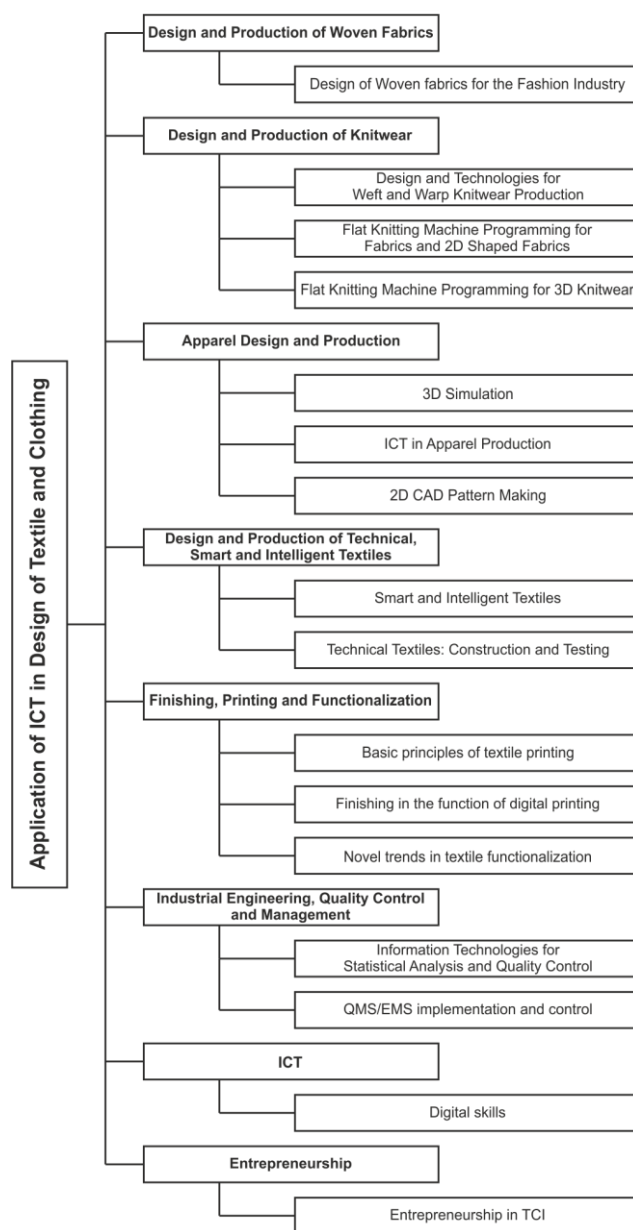 Application of ICT in Design of Textile and Clothing
Design and Production of Woven Fabrics
Design of Woven fabrics for the Fashion Industry
Design and Production of Knitwear
Design and Technologies for
Weft and Warp Knitwear Production
Flat Knitting Machine Programming for
Fabrics and 2D Shaped Fabrics
Flat Knitting Machine Programming for 3D Knitwear
Apparel Design and Production
3D Simulation
ICT in Apparel Production
2D CAD Pattern Making
Design and Production of Technical,
Smart and Intelligent Textiles
Smart and Intelligent Textiles
Technical Textiles: Construction and Testing
Finishing, Printing and Functionalization
Basic principles of textile printing
Finishing in the function of digital printing
Novel trends in textile functionalization
Industrial Engineering, Quality Control
and Management
Information Technologies for
Statistical Analysis and Quality Control
QMS/EMS implementation and control
ICT
Digital skills
Entrepreneurship
Entrepreneurship in TCI